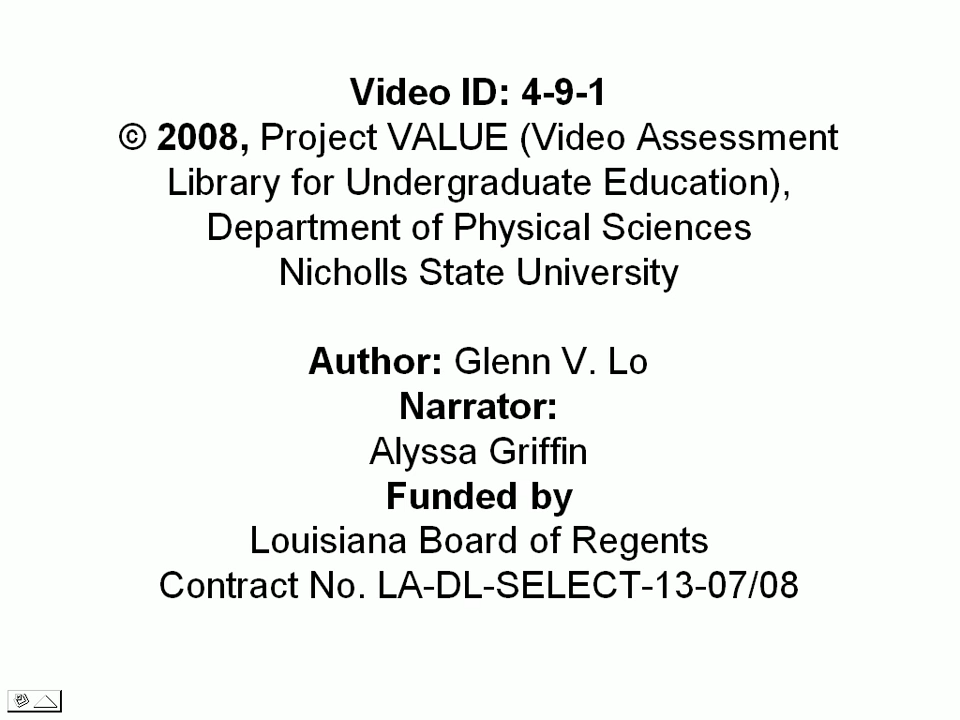 Video ID: 4-9-1
© 2008, Project VALUE (Video Assessment
Library for Undergraduate Education),
Department of Physical Sciences
Nicholls State University
Author: Glenn V. Lo
Narrator:
Alyssa Griffin
Funded by
Louisiana Board of Regents
Contract No. LA-DL-SELECT-13-07/08